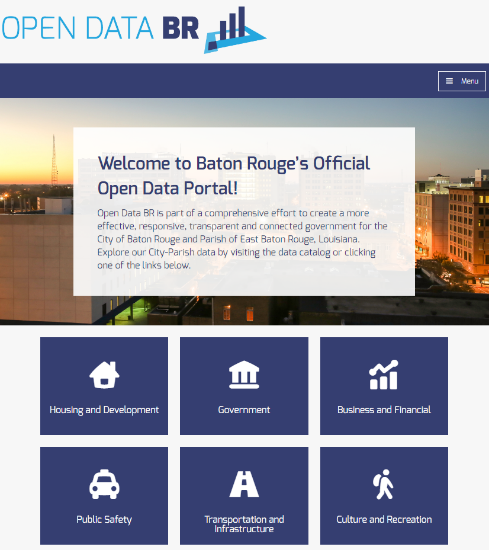 OPEN DATA BR
Menu
Welcome to Baton Rouge's Official
Open Data Portal!
Open Data BR is part of a comprehensive effort to create a more
effective, responsive, transparent and connected government for the
City of Baton Rouge and Parish of East Baton Rouge, Louisiana.
Explore our City-Parish data by visiting the data catalog or clicking
one of the links below.
Housing and Development
Government
Business and Financial
Public Safety
Transportation and
Infrastructure
Culture and Recreation